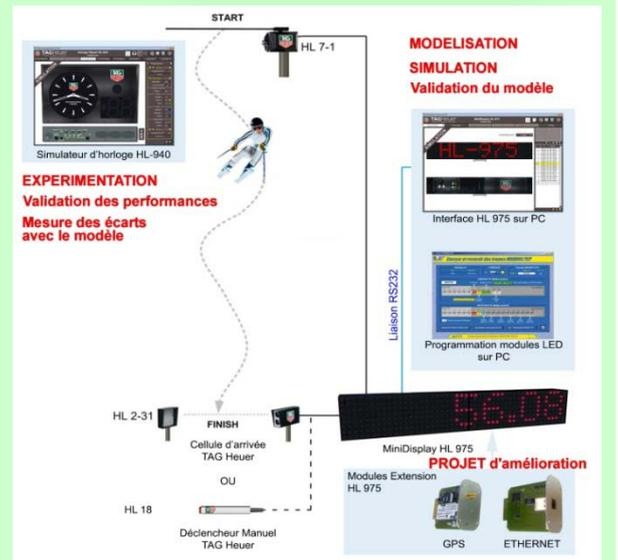 START
HL 7-1
Simulateur d'horloge HL-940
EXPERIMENTATION
Validation des performances
Mesure des écarts
avec le modèle
MODELISATION
SIMULATION
Validation du modèle
TAGHeuer
HL-975
Interface HL 975 sur PC
Programmation modules LED
sur PC
Liaison RS232
HL 2-31
FINISH
Cellule d'arrivée
TAG Heuer
OU
HL 18
Déclencheur Manuel
TAG Heuer
56.08
MiniDisplay HL 975
PROJET d'amélioration
Modules Extension
HL 975
GPS
ETHERNET